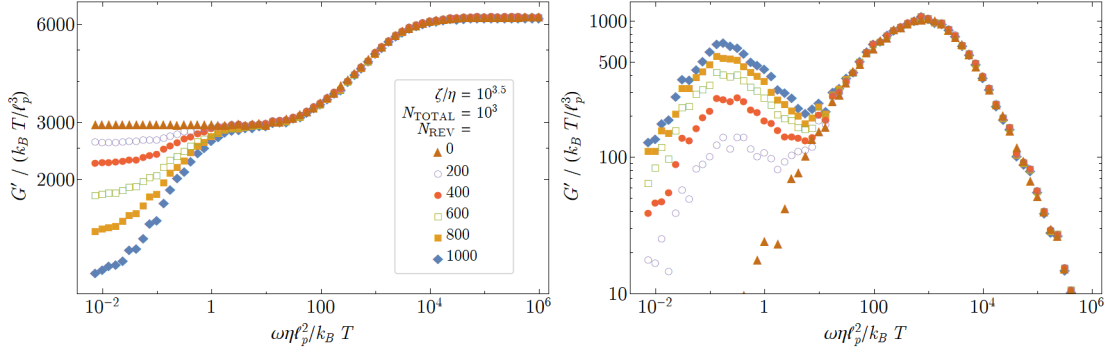 6000
3000
2000
G′ / (k_B T/ℓ_p^3)
ζ/η = 10^{3.5}
N_TOTAL = 10^3
N_REV =
0
200
400
600
800
1000
10^{-2} 1 100 10^4 10^6
ωηℓ_p^2/k_B T
1000
500
100
50
10
G′ / (k_B T/ℓ_p^3)
10^{-2} 1 100 10^4 10^6
ωηℓ_p^2/k_B T